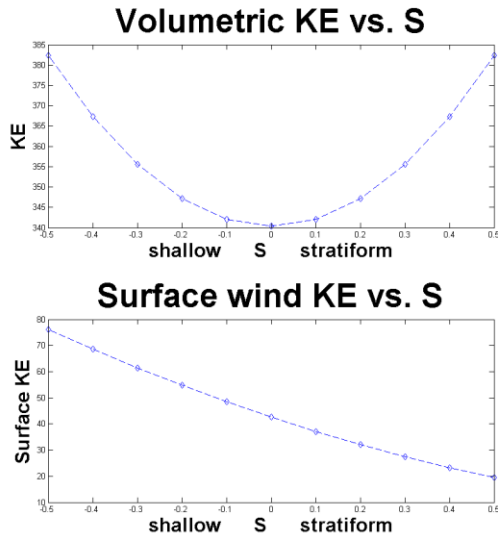 Volumetric KE vs. S
385
380
375
370
365
360
355
350
345
340
KE
-0.5 -0.4 -0.3 -0.2 -0.1 0 0.1 0.2 0.3 0.4 0.5
shallow S stratiform
Surface wind KE vs. S
80
70
60
50
40
30
20
10
Surface KE
-0.5 -0.4 -0.3 -0.2 -0.1 0 0.1 0.2 0.3 0.4 0.5
shallow S stratiform